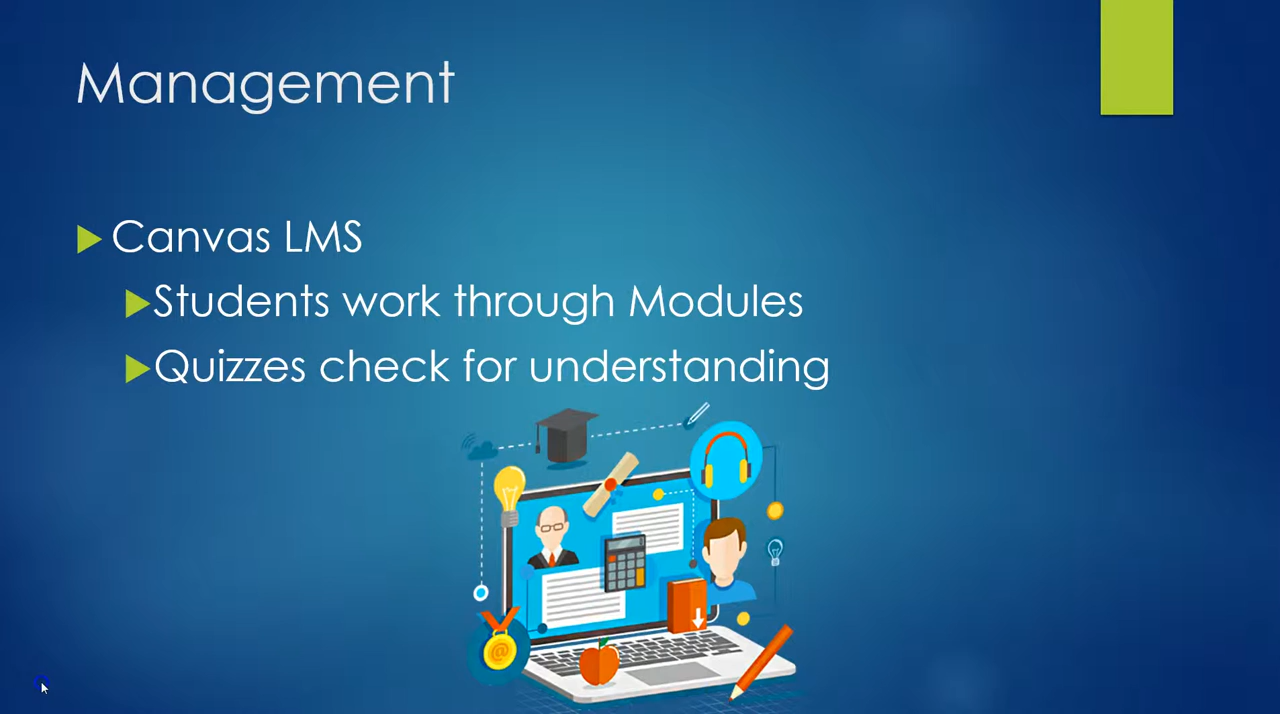 Management
Canvas LMS
Students work through Modules
Quizzes check for understanding
@